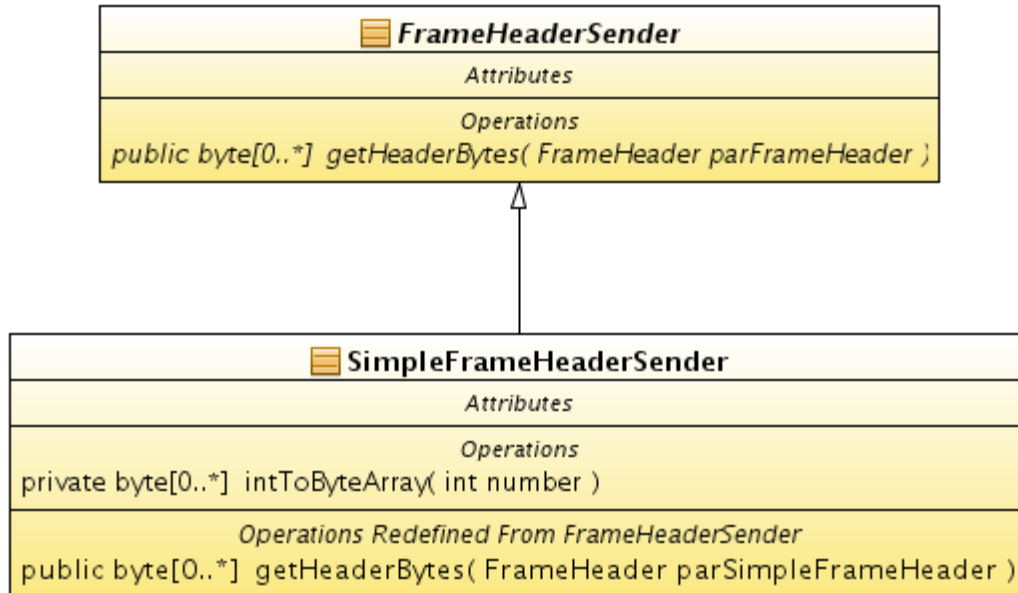 FrameHeaderSender
Attributes
Operations
public byte[0..*] getHeaderBytes( FrameHeader parFrameHeader )
SimpleFrameHeaderSender
Attributes
Operations
private byte[0..*] intToByteArray( int number )
Operations Redefined From FrameHeaderSender
public byte[0..*] getHeaderBytes( FrameHeader parSimpleFrameHeader )